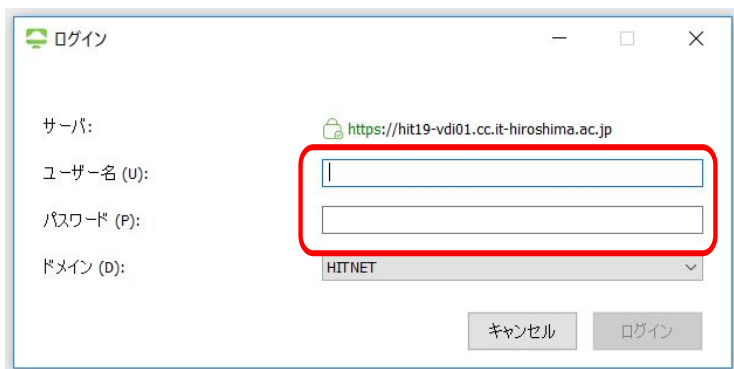 ログイン
サーバ: https://hit19-vdi01.cc.it-hiroshima.ac.jp
ユーザー名 (U):
パスワード (P):
ドメイン (D): HITNET
キャンセル ログイン